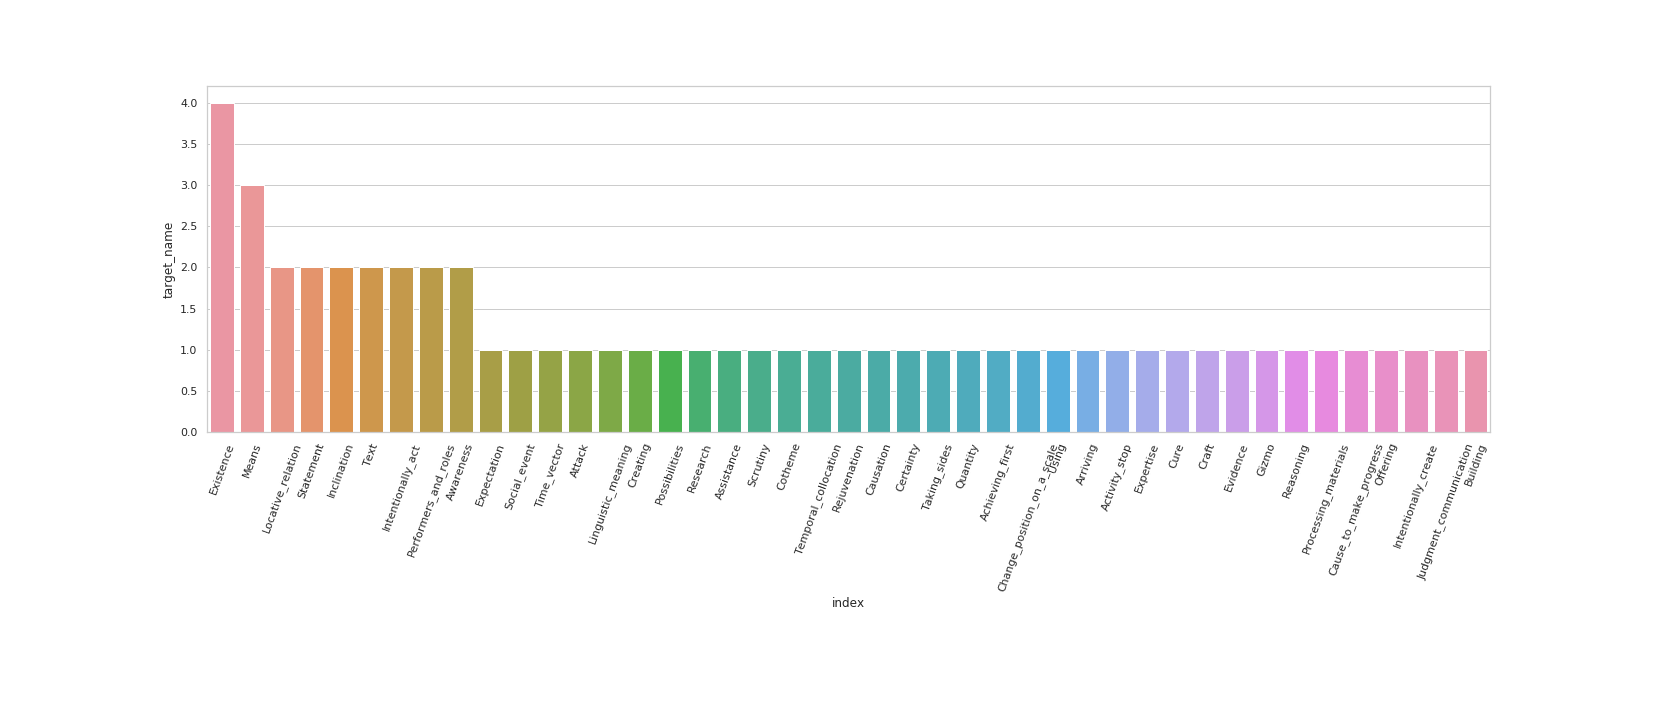 4.0
3.5
3.0
2.5
2.0
1.5
1.0
0.5
0.0
target_name
Existence
Means
Locative_relation
Statement
Inclination
Text
Intentionally_act
Performers_and_roles
Awareness
Expectation
Social_event
Time_vector
Attack
Linguistic_meaning
Creating
Possibilities
Research
Assistance
Scrutiny
Cotheme
Temporal_collocation
Rejuvenation
Causation
Certainty
Taking_sides
Quantity
Achieving_first
Change_position_on_a_scale
Using
Arriving
Activity_stop
Expertise
Cure
Craft
Evidence
Gizmo
Reasoning
Processing_materials
Cause_to_make_progress
Offering
Intentionally_create
Judgment_communication
Building
index